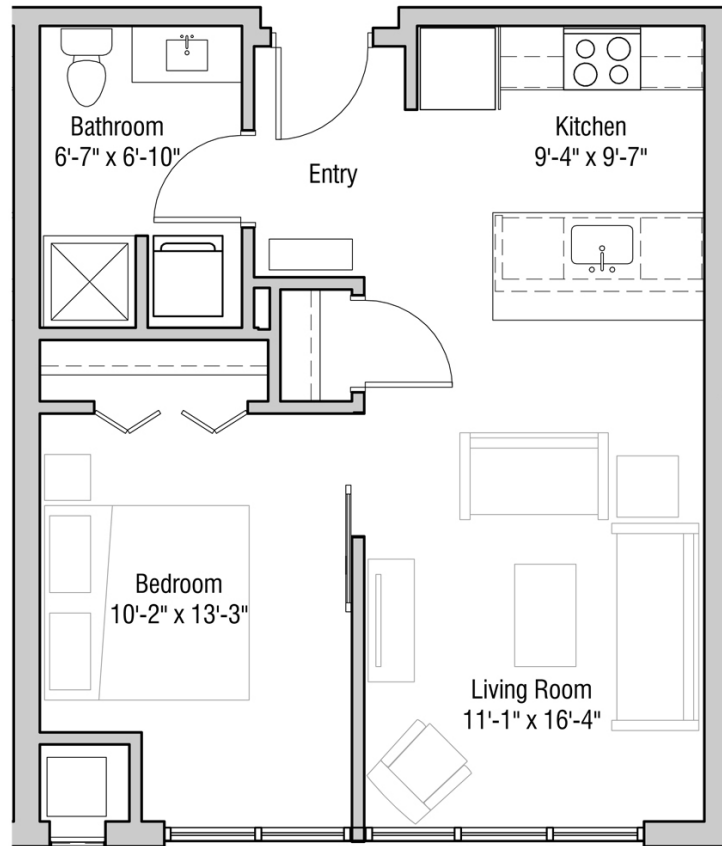 Bathroom
6'-7" x 6'-10"
Entry
Kitchen
9'-4" x 9'-7"
Bedroom
10'-2" x 13'-3"
Living Room
11'-1" x 16'-4"